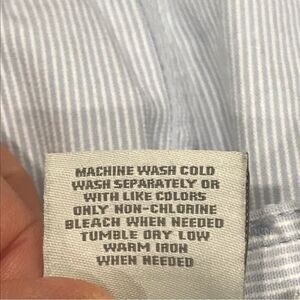 MACHINE WASH COLD
WASH SEPARATELY OR
WITH LIKE COLORS
ONLY NON-CHLORINE
BLEACH WHEN NEEDED
TUMBLE DRY LOW
WARM IRON
WHEN NEEDED